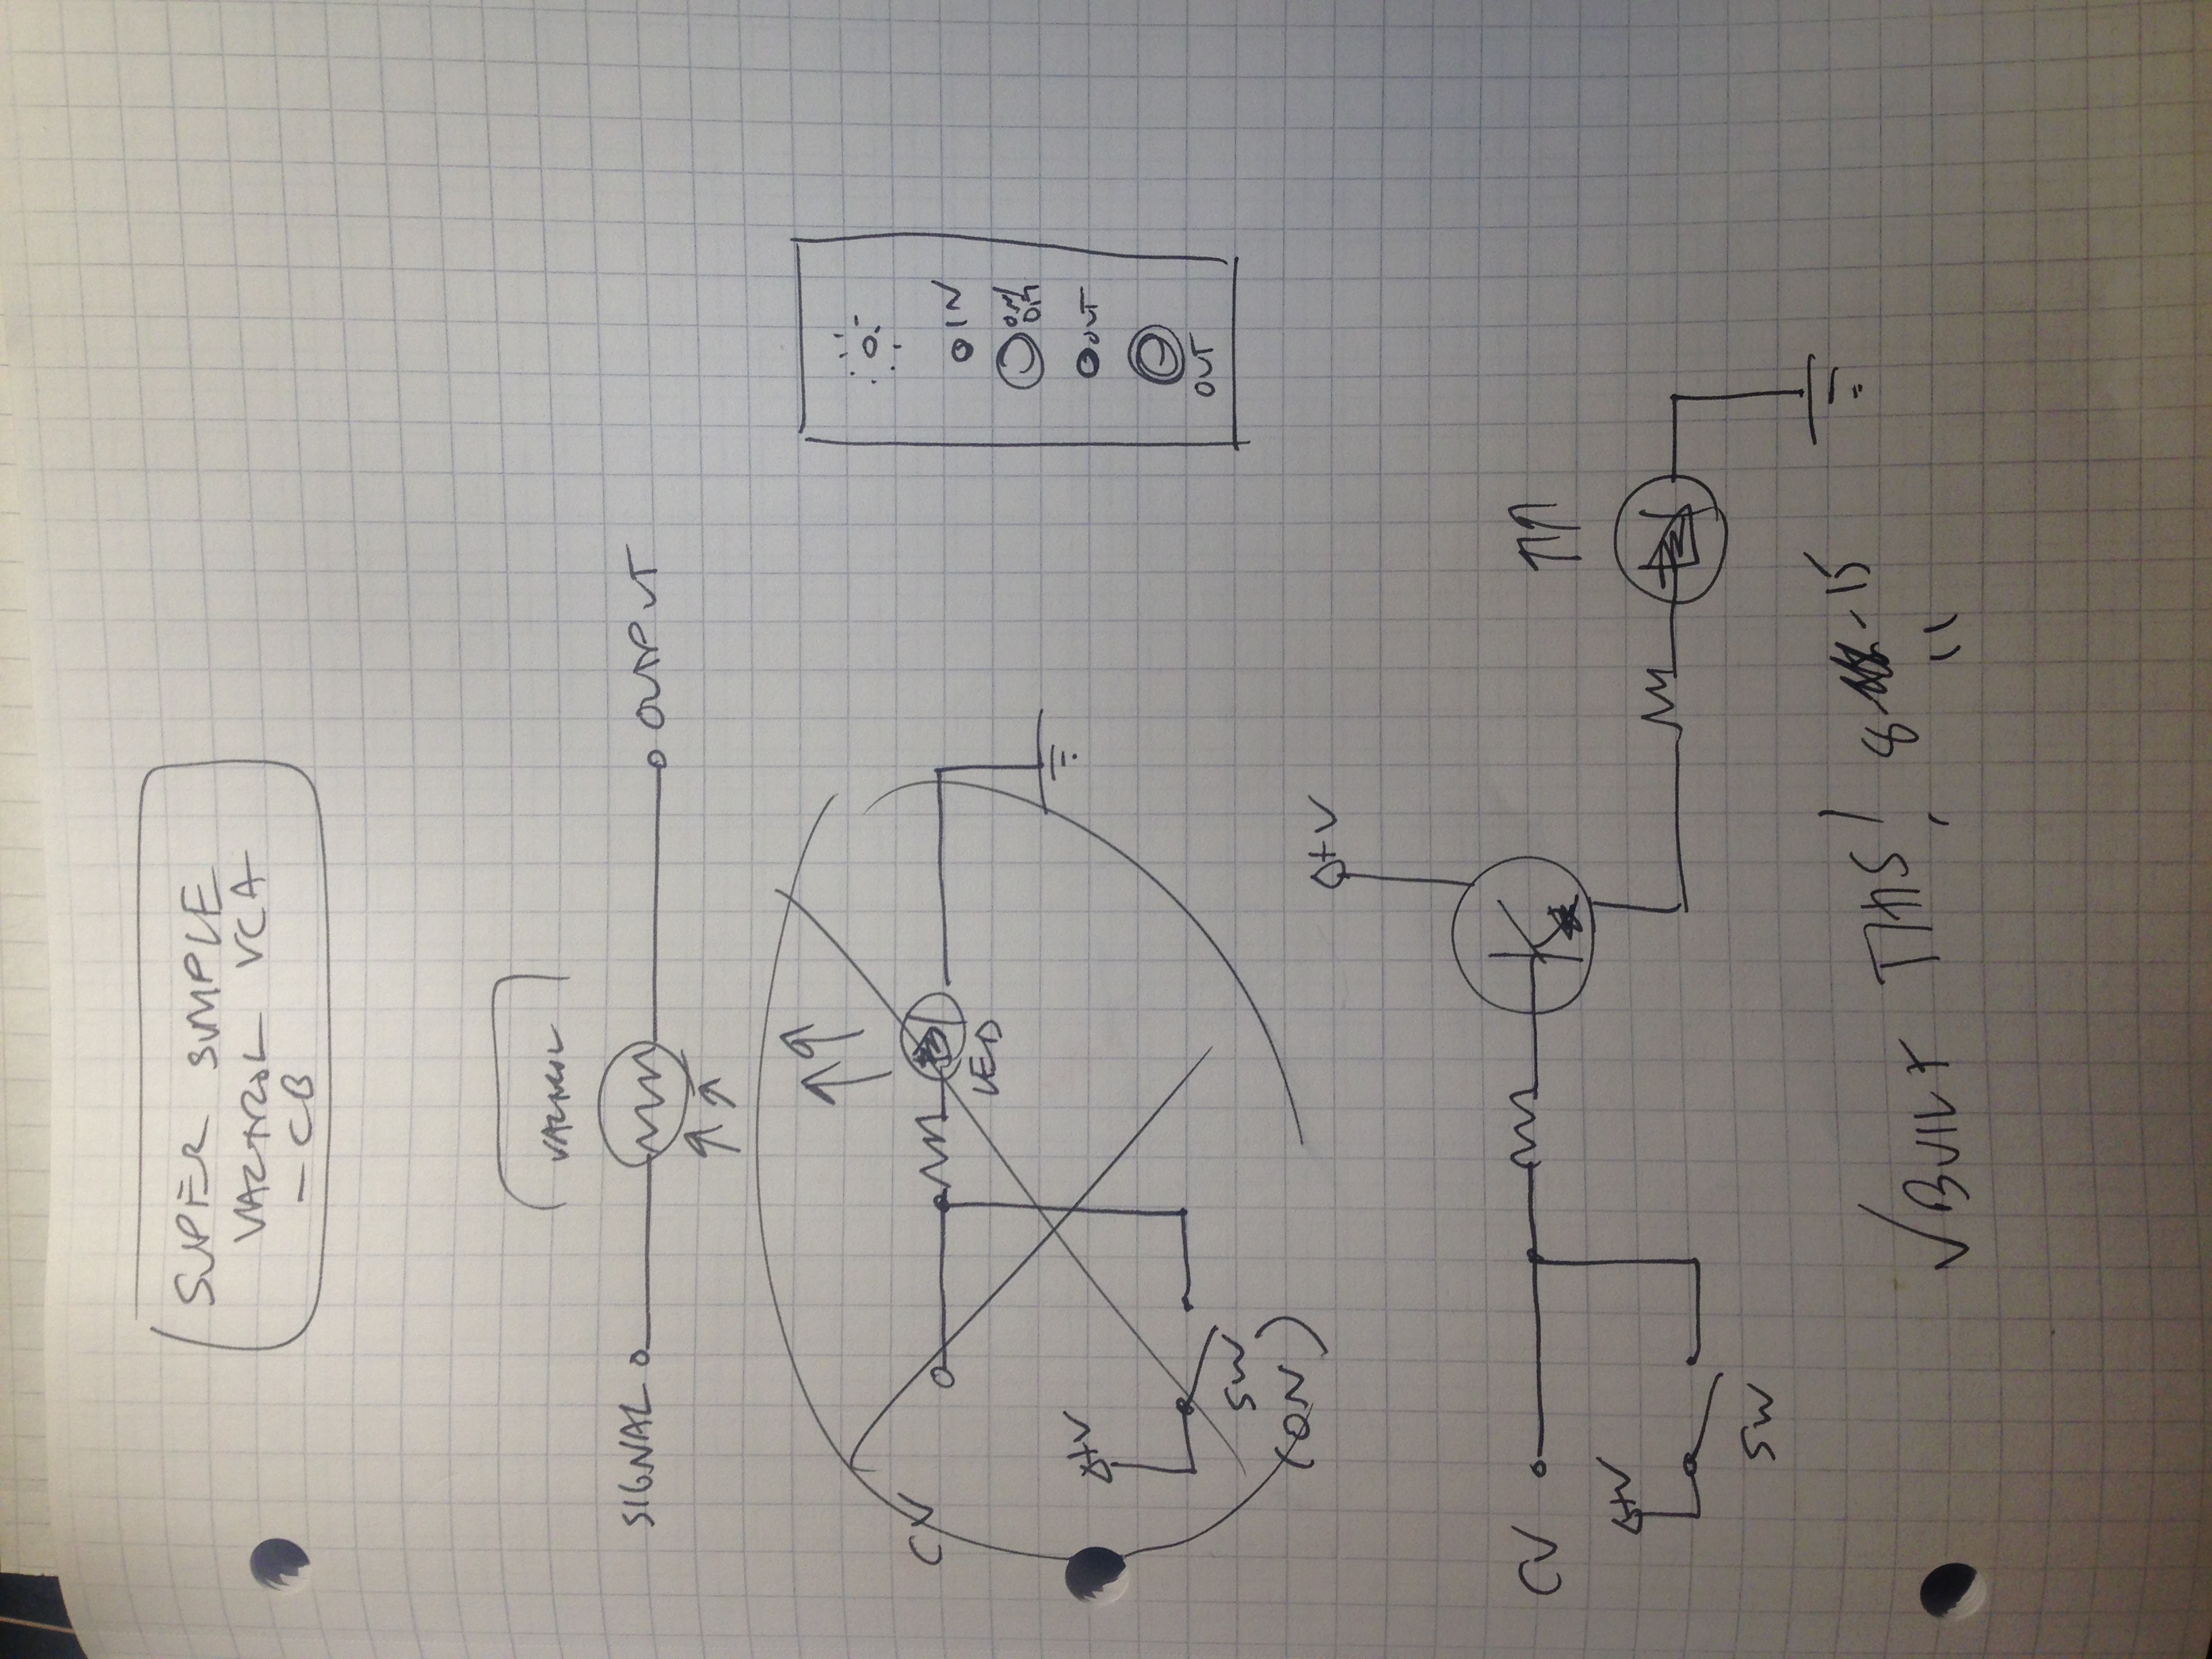 SUPER SIMPLE
VACTROL VCA
- CB
VACTROL
SIGNAL
OUTPUT
CV
LED
+V
SW
(ON)
IN
ON/
OFF
OUT
OUT
+V
CV
+V
SW
√ BUILT THIS! 8 -15